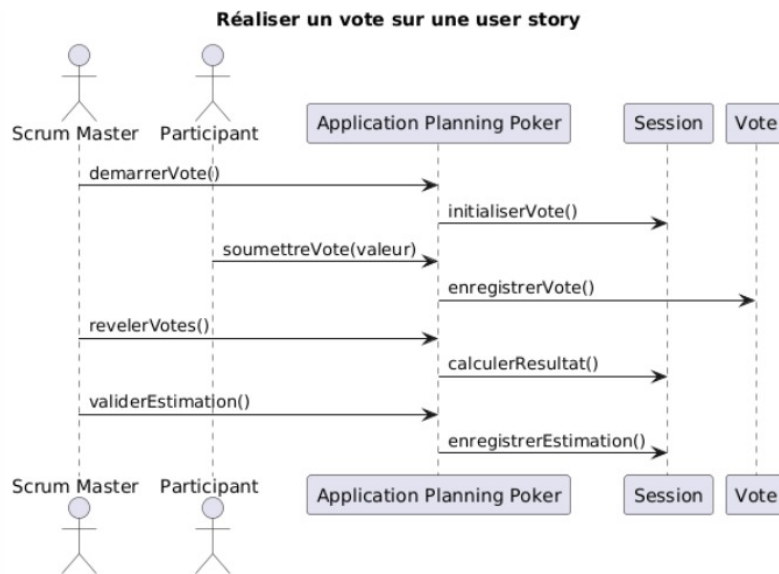 Réaliser un vote sur une user story
Scrum Master Participant Application Planning Poker Session Vote
demarrerVote()
initialiserVote()
soumettreVote(valeur)
enregistrerVote()
revelerVotes()
calculerResultat()
validerEstimation()
enregistrerEstimation()
Scrum Master Participant Application Planning Poker Session Vote